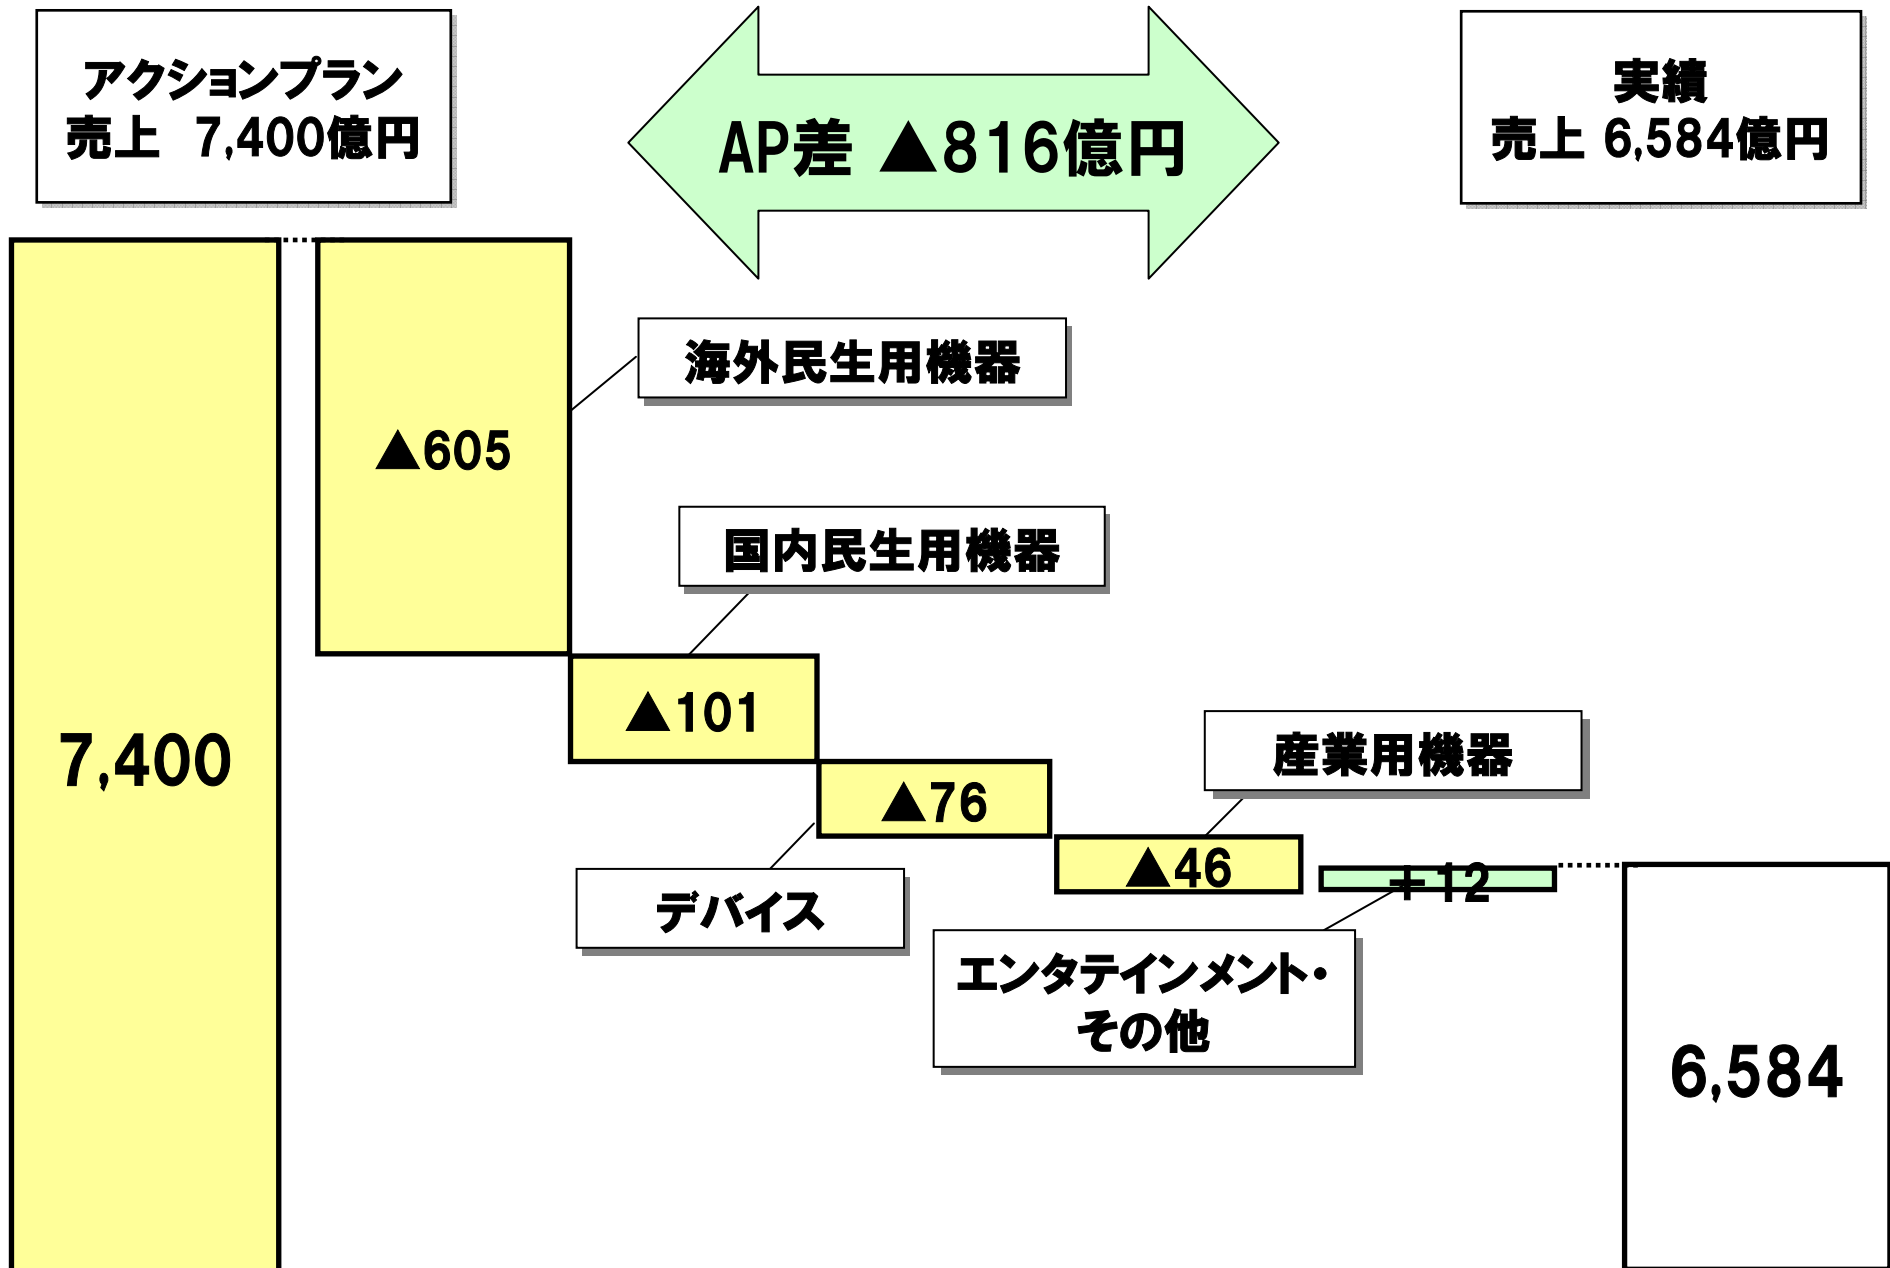 アクションプラン
売上 7,400億円
AP差 ▲816億円
実績
売上 6,584億円
海外民生用機器
▲605
国内民生用機器
▲101
7,400
▲76
産業用機器
▲46
+12
デバイス
エンタテインメント・
その他
6,584